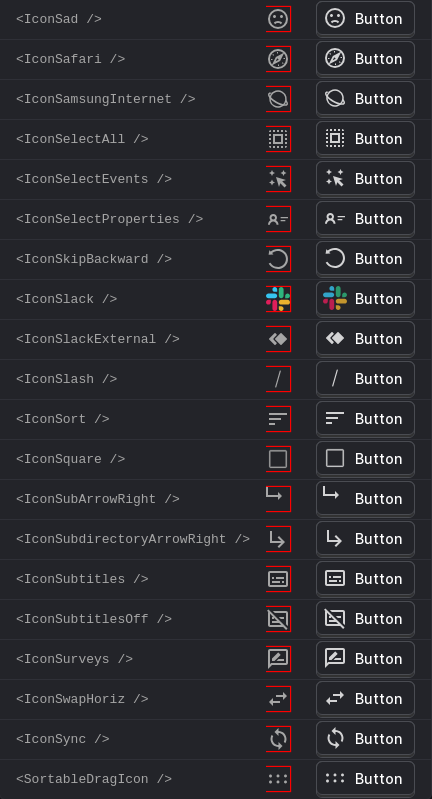 <IconSad /> Button
<IconSafari /> Button
<IconSamsungInternet /> Button
<IconSelectAll /> Button
<IconSelectEvents /> Button
<IconSelectProperties /> Button
<IconSkipBackward /> Button
<IconSlack /> Button
<IconSlackExternal /> Button
<IconSlash /> Button
<IconSort /> Button
<IconSquare /> Button
<IconSubArrowRight /> Button
<IconSubdirectoryArrowRight /> Button
<IconSubtitles /> Button
<IconSubtitlesOff /> Button
<IconSurveys /> Button
<IconSwapHoriz /> Button
<IconSync /> Button
<SortableDragIcon /> Button